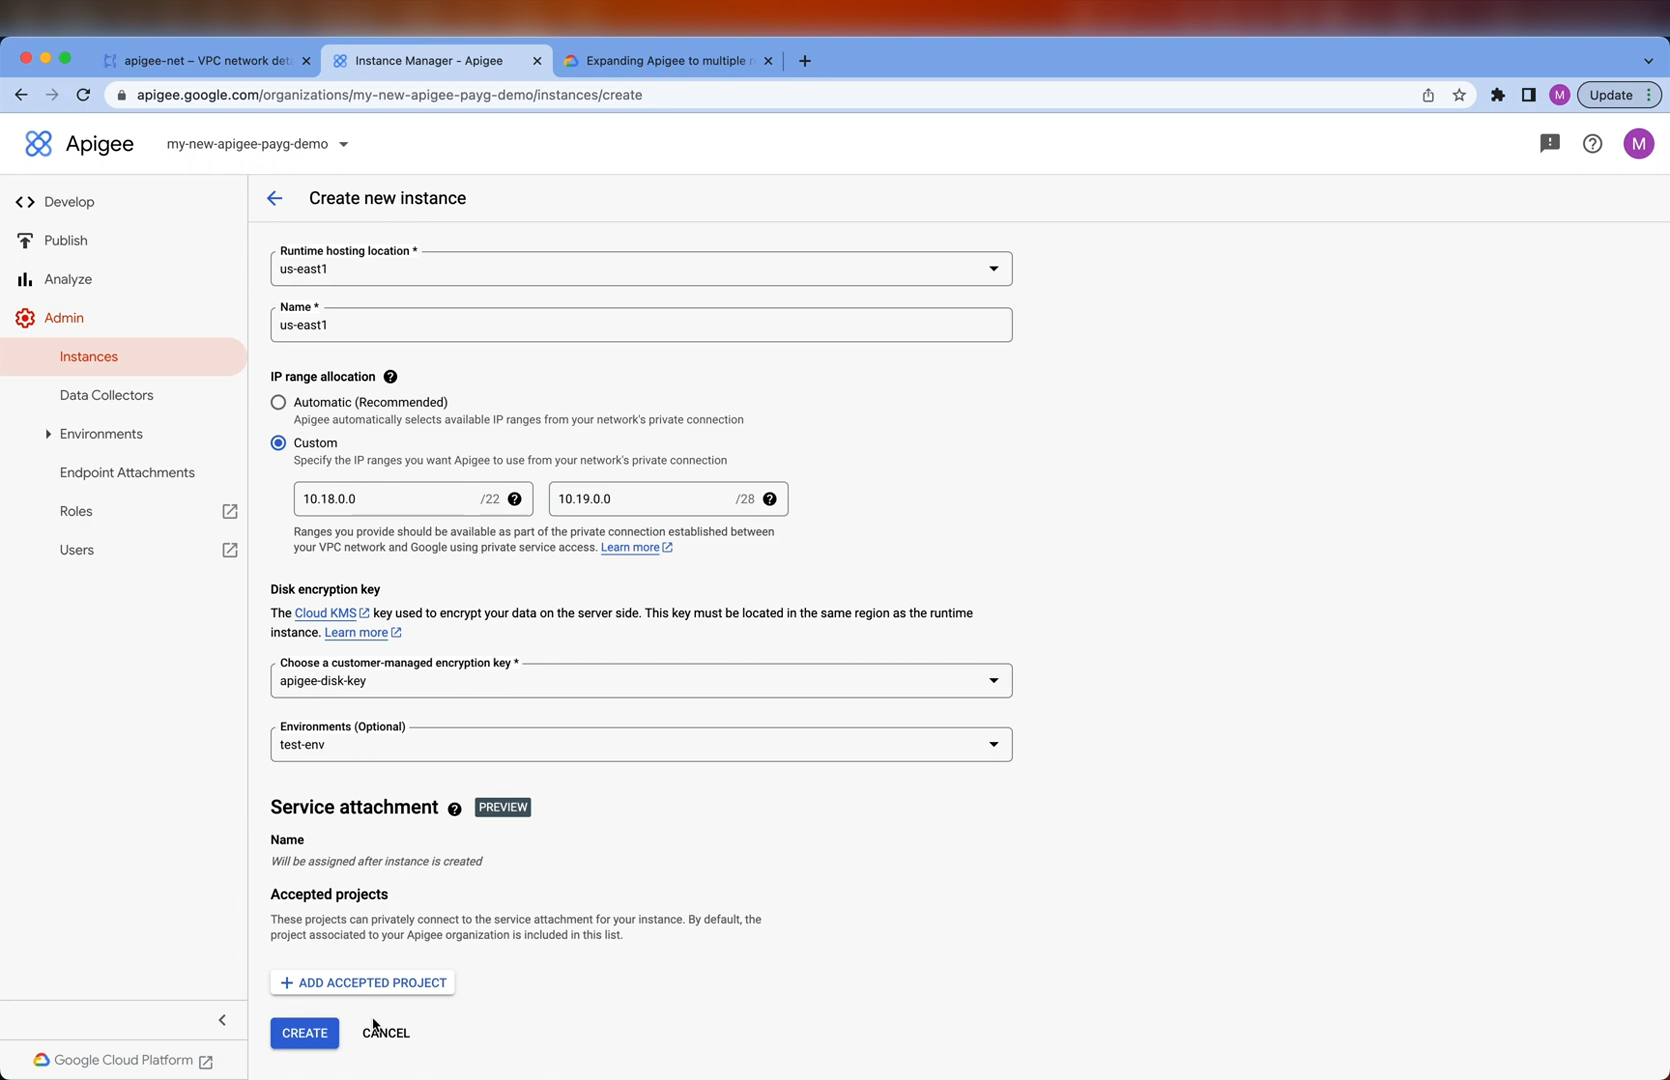 apigee-net – VPC network det
Instance Manager - Apigee
Expanding Apigee to multiple r
apigee.google.com/organizations/my-new-apigee-payg-demo/instances/create
M
Update
Apigee
my-new-apigee-payg-demo
M
Develop
Publish
Analyze
Admin
Instances
Data Collectors
Environments
Endpoint Attachments
Roles
Users
Google Cloud Platform
Create new instance
Runtime hosting location *
us-east1
Name *
us-east1
IP range allocation
Automatic (Recommended)
Apigee automatically selects available IP ranges from your network's private connection
Custom
Specify the IP ranges you want Apigee to use from your network's private connection
10.18.0.0 /22
10.19.0.0 /28
Ranges you provide should be available as part of the private connection established between
your VPC network and Google using private service access. Learn more
Disk encryption key
The Cloud KMS key used to encrypt your data on the server side. This key must be located in the same region as the runtime
instance. Learn more
Choose a customer-managed encryption key *
apigee-disk-key
Environments (Optional)
test-env
Service attachment PREVIEW
Name
Will be assigned after instance is created
Accepted projects
These projects can privately connect to the service attachment for your instance. By default, the
project associated to your Apigee organization is included in this list.
ADD ACCEPTED PROJECT
CREATE
CANCEL